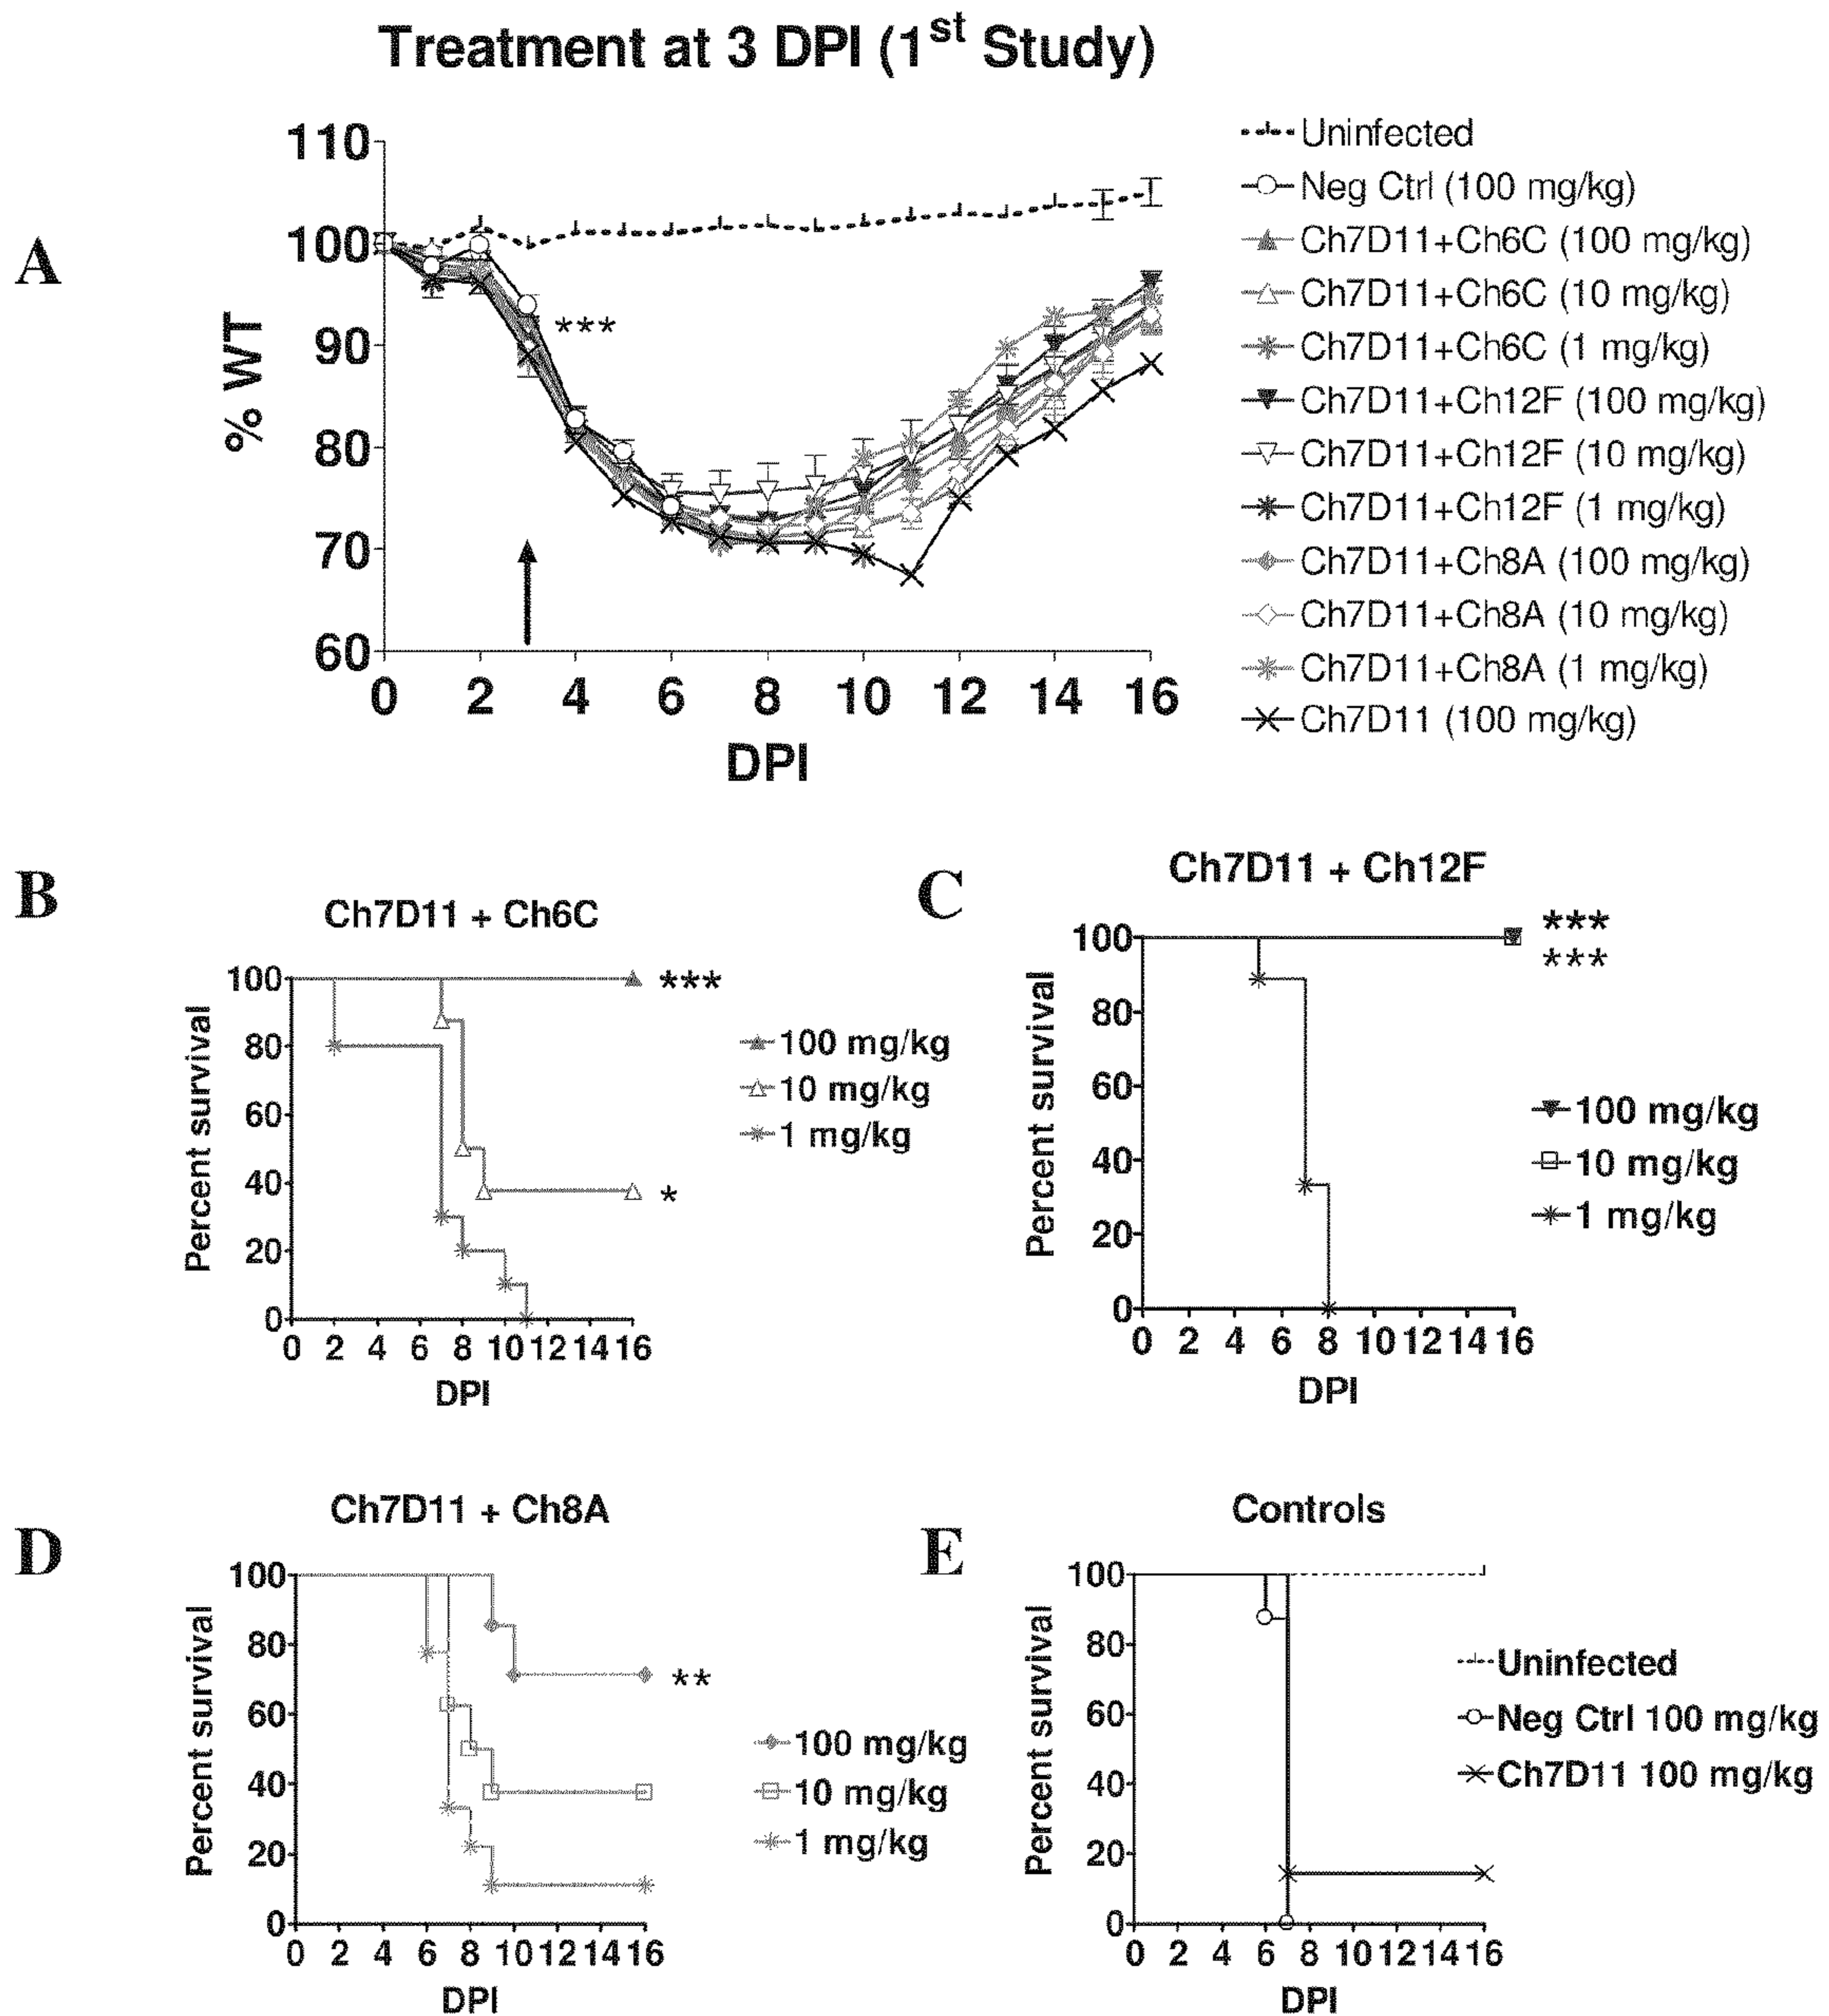 Treatment at 3 DPI (1st Study)
A
110
100
90
80
70
60
% WT
***
0 2 4 6 8 10 12 14 16
DPI
Uninfected
Neg Ctrl (100 mg/kg)
Ch7D11+Ch6C (100 mg/kg)
Ch7D11+Ch6C (10 mg/kg)
Ch7D11+Ch6C (1 mg/kg)
Ch7D11+Ch12F (100 mg/kg)
Ch7D11+Ch12F (10 mg/kg)
Ch7D11+Ch12F (1 mg/kg)
Ch7D11+Ch8A (100 mg/kg)
Ch7D11+Ch8A (10 mg/kg)
Ch7D11+Ch8A (1 mg/kg)
Ch7D11 (100 mg/kg)
B
Ch7D11 + Ch6C
100
80
60
40
20
0
Percent survival
***
*
0 2 4 6 8 10 12 14 16
DPI
100 mg/kg
10 mg/kg
1 mg/kg
C
Ch7D11 + Ch12F
100
80
60
40
20
0
Percent survival
***
***
0 2 4 6 8 10 12 14 16
DPI
100 mg/kg
10 mg/kg
1 mg/kg
D
Ch7D11 + Ch8A
100
80
60
40
20
0
Percent survival
**
0 2 4 6 8 10 12 14 16
DPI
100 mg/kg
10 mg/kg
1 mg/kg
E
Controls
100
80
60
40
20
0
Percent survival
0 2 4 6 8 10 12 14 16
DPI
Uninfected
Neg Ctrl 100 mg/kg
Ch7D11 100 mg/kg